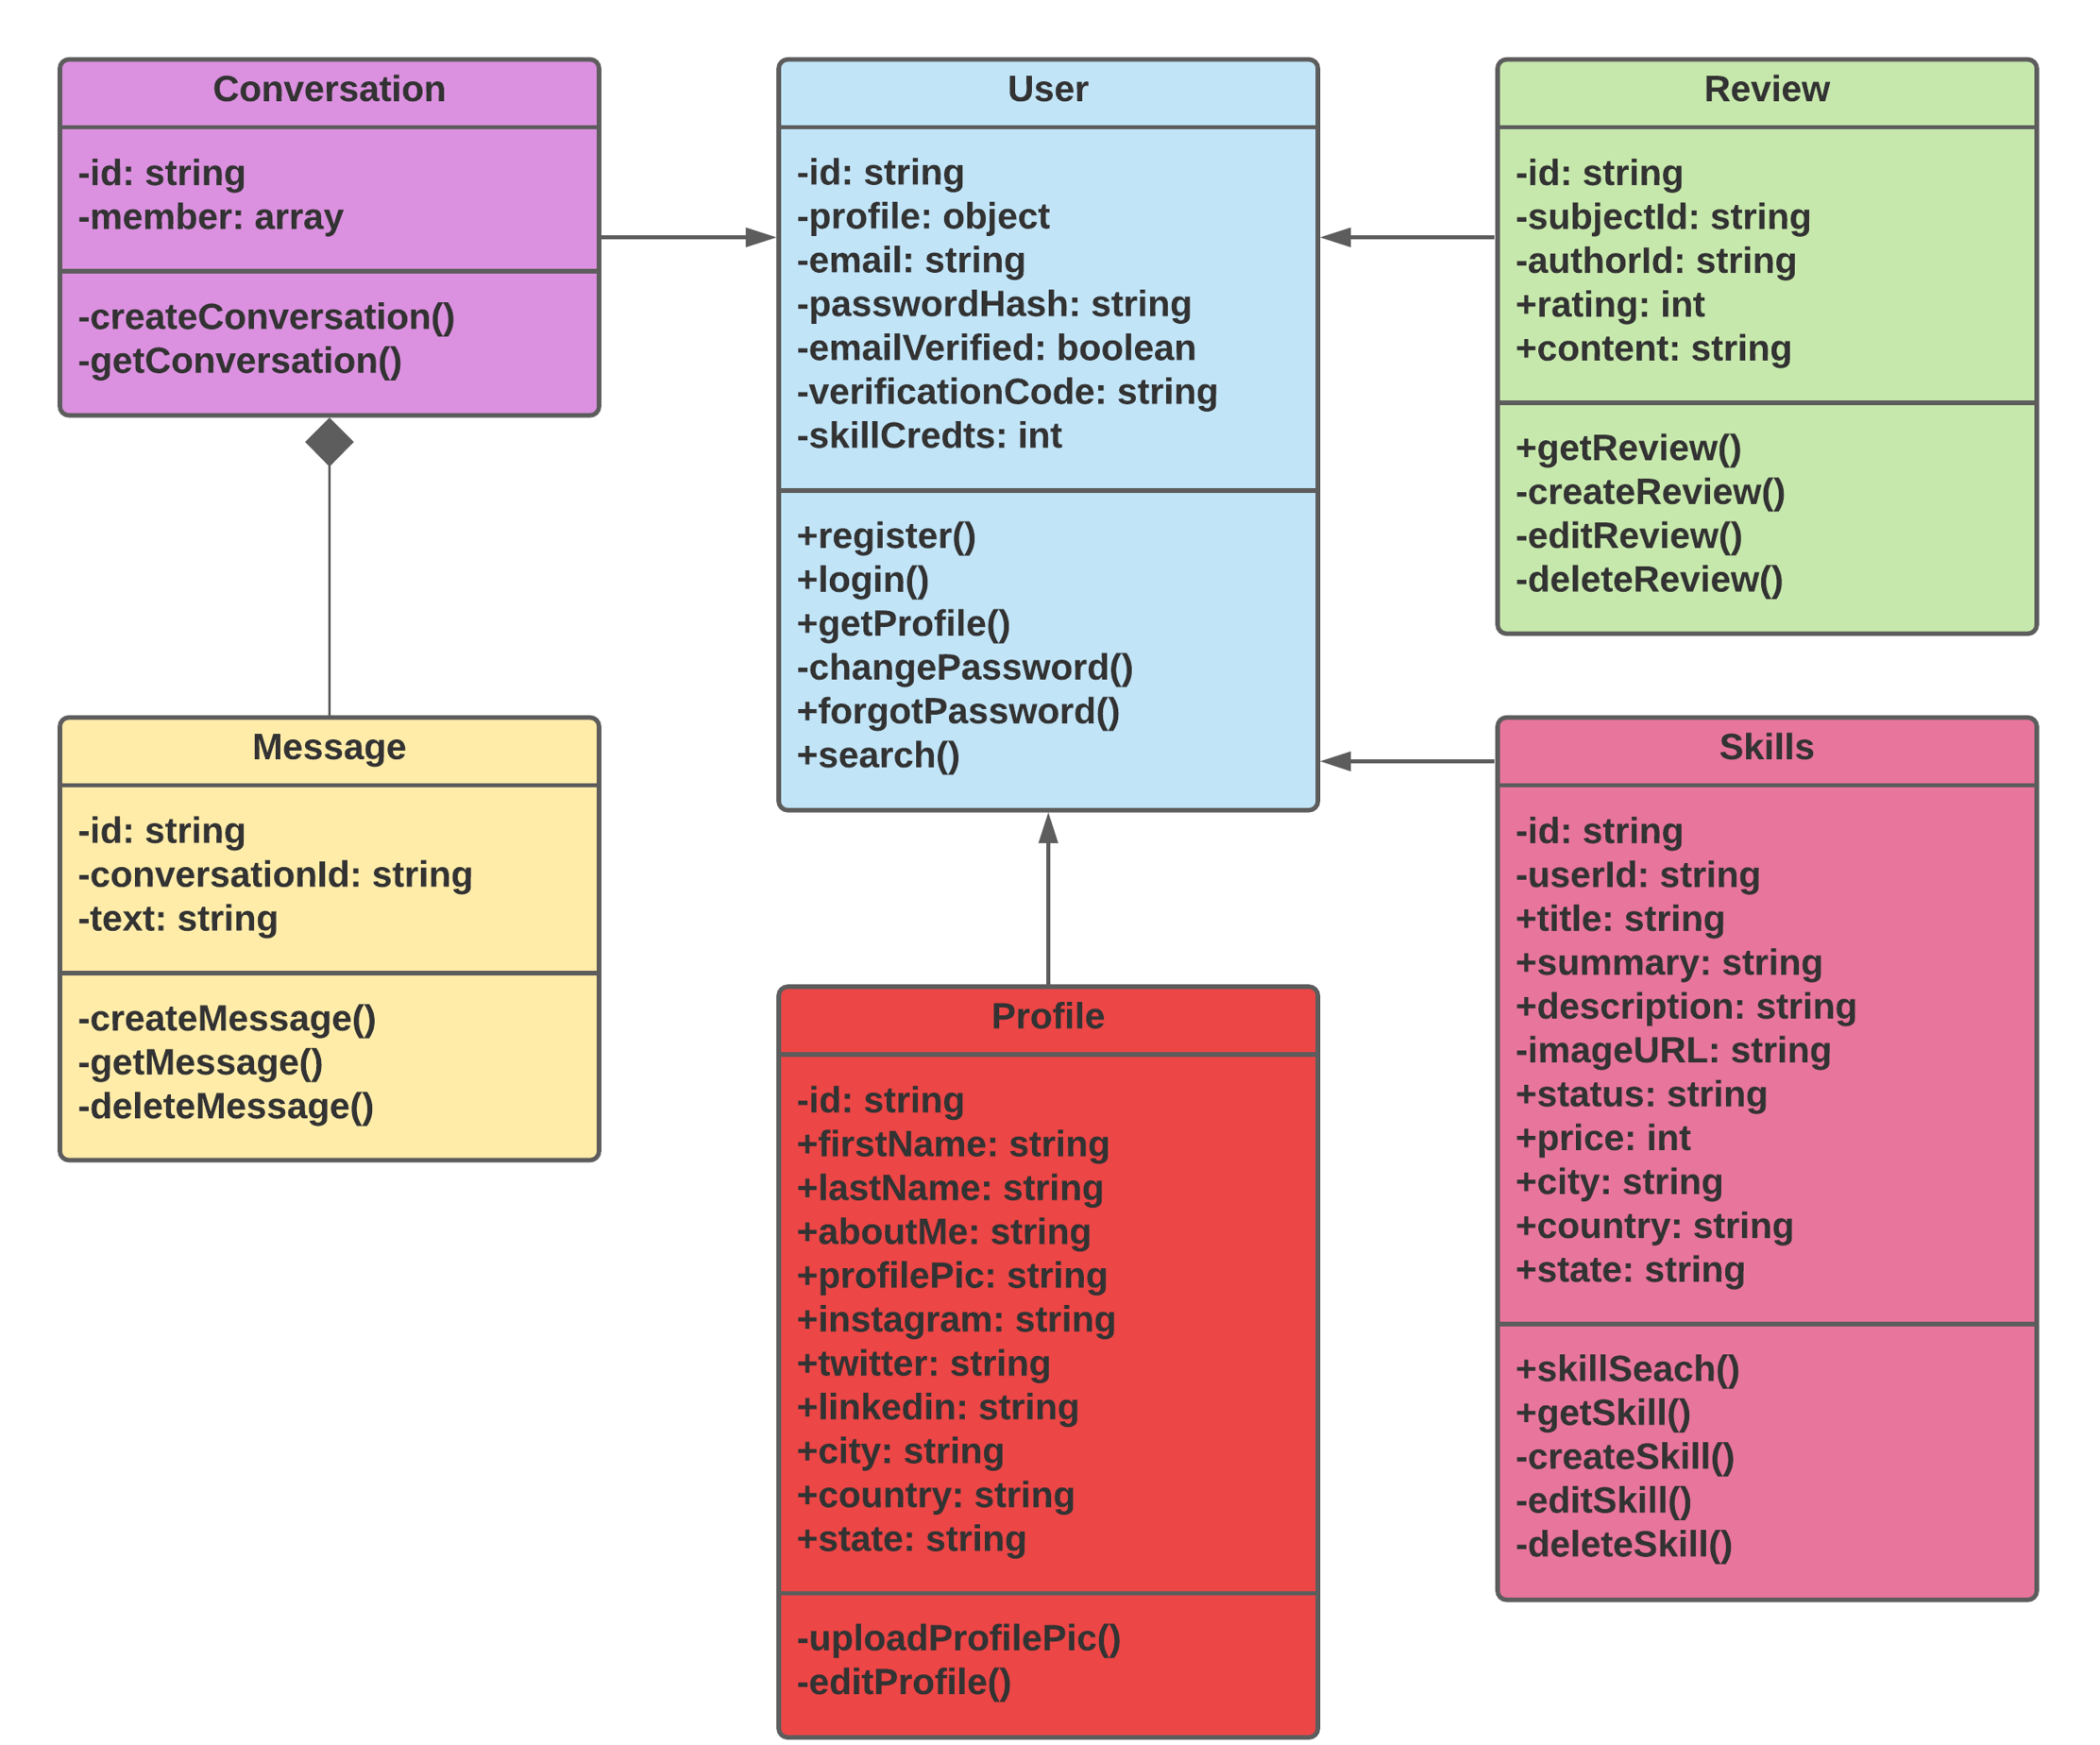 Conversation
-id: string
-member: array
-createConversation()
-getConversation()
User
-id: string
-profile: object
-email: string
-passwordHash: string
-emailVerified: boolean
-verificationCode: string
-skillCredts: int
+register()
+login()
+getProfile()
-changePassword()
+forgotPassword()
+search()
Review
-id: string
-subjectId: string
-authorId: string
+rating: int
+content: string
+getReview()
-createReview()
-editReview()
-deleteReview()
Message
-id: string
-conversationId: string
-text: string
-createMessage()
-getMessage()
-deleteMessage()
Profile
-id: string
+firstName: string
+lastName: string
+aboutMe: string
+profilePic: string
+instagram: string
+twitter: string
+linkedin: string
+city: string
+country: string
+state: string
-uploadProfilePic()
-editProfile()
Skills
-id: string
-userId: string
+title: string
+summary: string
+description: string
-imageURL: string
+status: string
+price: int
+city: string
+country: string
+state: string
+skillSeach()
+getSkill()
-createSkill()
-editSkill()
-deleteSkill()